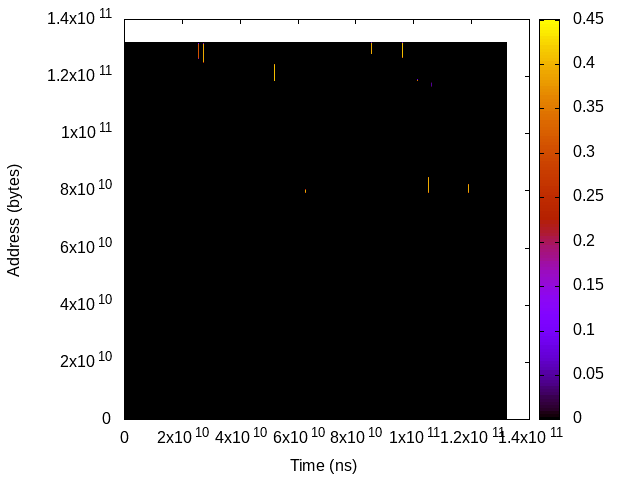 1.4x10^11
1.2x10^11
1x10^11
8x10^10
6x10^10
4x10^10
2x10^10
0
Address (bytes)
0 2x10^10 4x10^10 6x10^10 8x10^10 1x10^11 1.2x10^11 1.4x10^11
Time (ns)
0.45
0.4
0.35
0.3
0.25
0.2
0.15
0.1
0.05
0